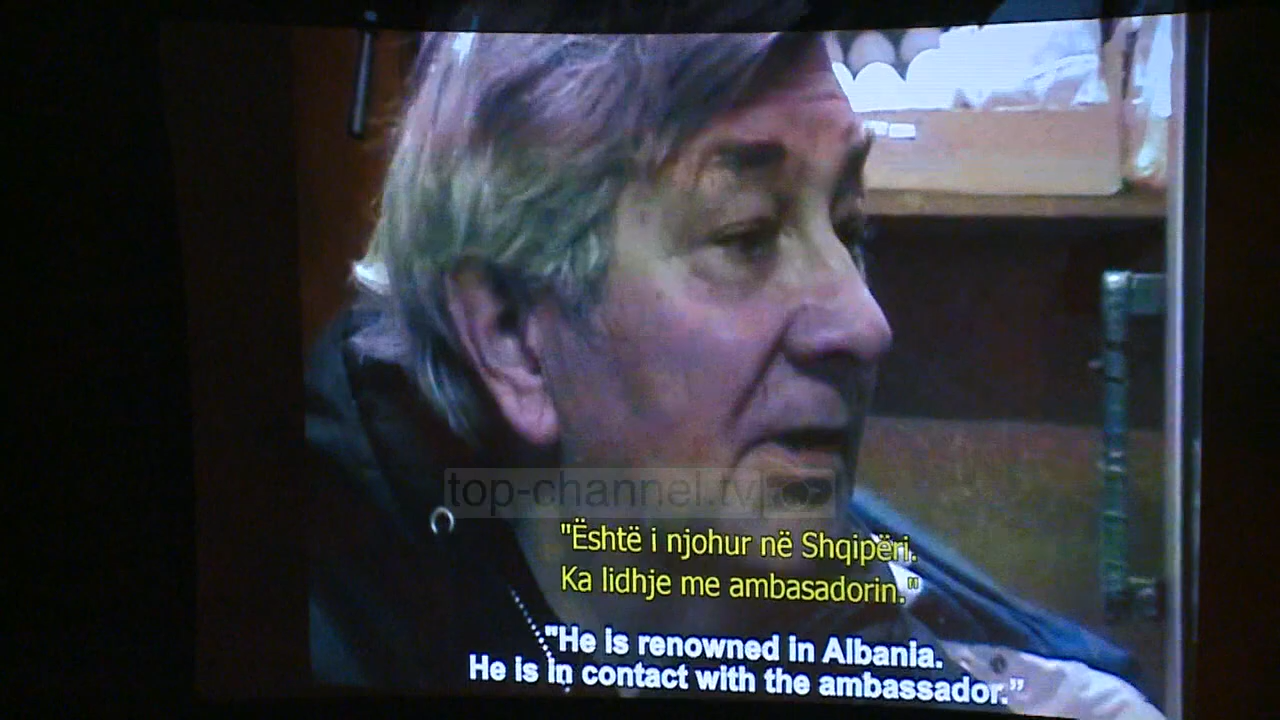 top-channel.tv
"Është i njohur në Shqipëri.
Ka lidhje me ambasadorin."
"He is renowned in Albania.
He is in contact with the ambassador.”